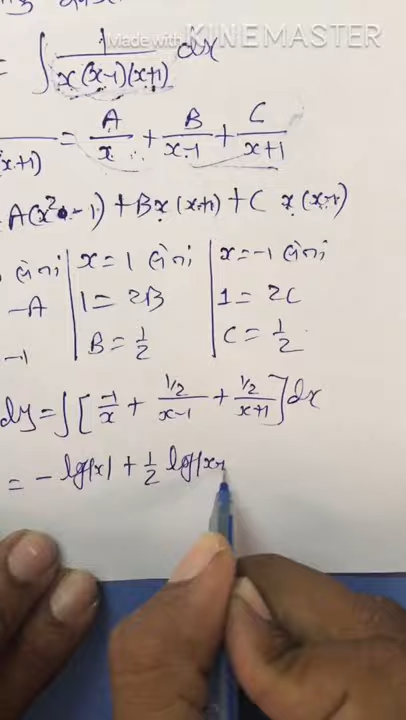 Made with KINEMASTER
= ∫ 1/(x(x-1)(x+1)) dx
x+1) = A/x + B/(x-1) + C/(x+1)
A(x²-1) + Bx(x+1) + C x(x-1)
x = 1 | x = -1
-A | 1 = 2B | 1 = 2C
-1 | B = 1/2 | C = 1/2
dy = ∫ [ -1/x + (1/2)/(x-1) + (1/2)/(x+1) ] dx
= - log|x| + 1/2 log|x